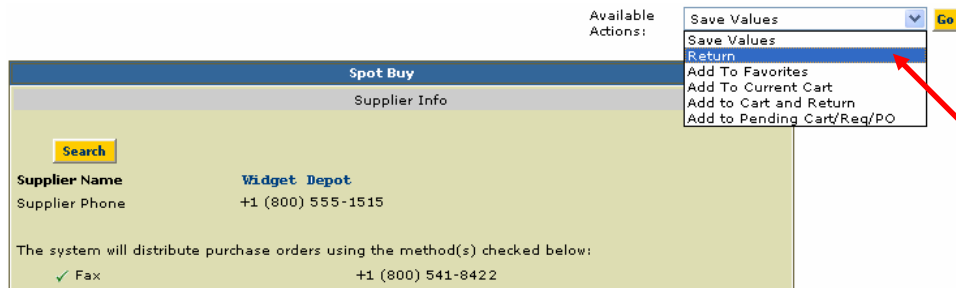 Available Actions:
Save Values
Go
Save Values
Return
Add To Favorites
Add To Current Cart
Add to Cart and Return
Add to Pending Cart/Req/PO
Spot Buy
Supplier Info
Search
Supplier Name Widget Depot
Supplier Phone +1 (800) 555-1515
The system will distribute purchase orders using the method(s) checked below:
✓ Fax +1 (800) 541-8422